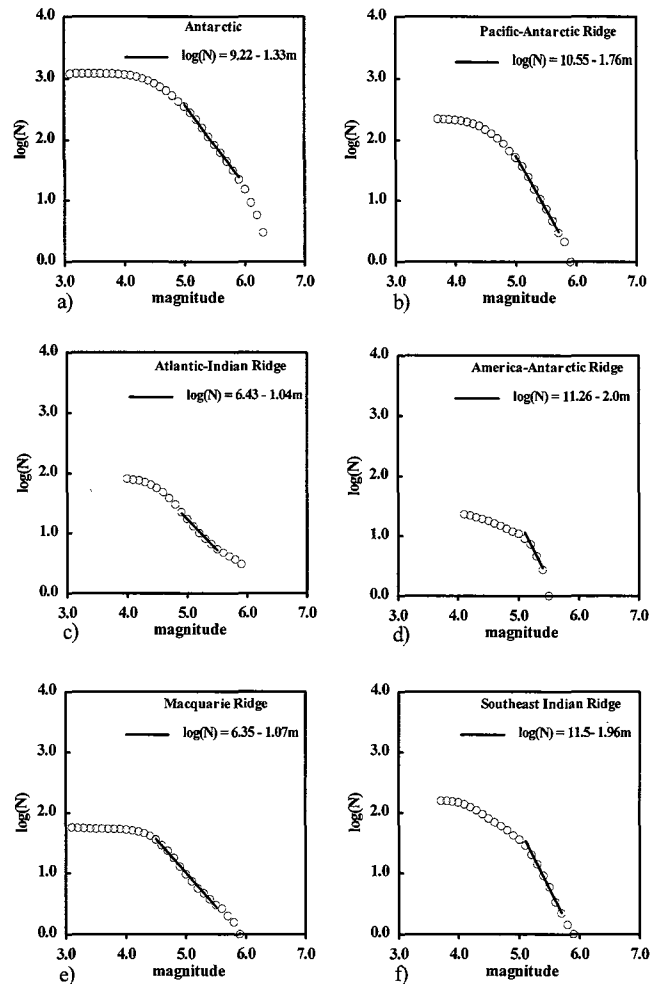 Antarctic
log(N) = 9.22 - 1.33m
4.0
3.0
2.0
1.0
0.0
log(N)
3.0 4.0 5.0 6.0 7.0
magnitude
a)
Pacific-Antarctic Ridge
log(N) = 10.55 - 1.76m
4.0
3.0
2.0
1.0
0.0
log(N)
3.0 4.0 5.0 6.0 7.0
magnitude
b)
Atlantic-Indian Ridge
log(N) = 6.43 - 1.04m
4.0
3.0
2.0
1.0
0.0
log(N)
3.0 4.0 5.0 6.0 7.0
magnitude
c)
America-Antarctic Ridge
log(N) = 11.26 - 2.0m
4.0
3.0
2.0
1.0
0.0
log(N)
3.0 4.0 5.0 6.0 7.0
magnitude
d)
Macquarie Ridge
log(N) = 6.35 - 1.07m
4.0
3.0
2.0
1.0
0.0
log(N)
3.0 4.0 5.0 6.0 7.0
magnitude
e)
Southeast Indian Ridge
log(N) = 11.5- 1.96m
4.0
3.0
2.0
1.0
0.0
log(N)
3.0 4.0 5.0 6.0 7.0
magnitude
f)